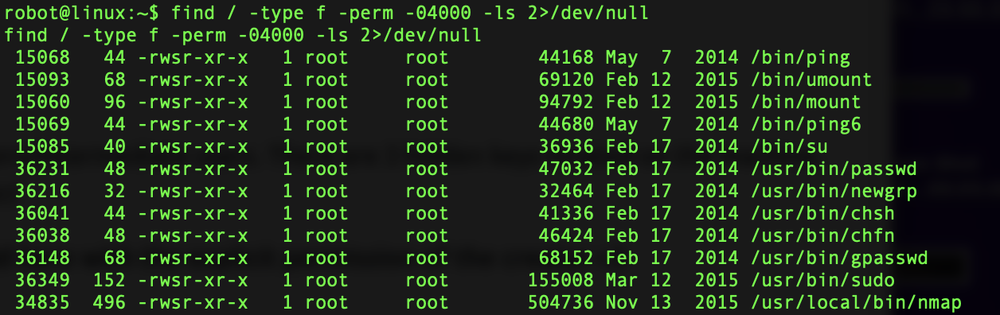 robot@linux:~$ find / -type f -perm -04000 -ls 2>/dev/null
find / -type f -perm -04000 -ls 2>/dev/null
15068 44 -rwsr-xr-x 1 root root 44168 May 7 2014 /bin/ping
15093 68 -rwsr-xr-x 1 root root 69120 Feb 12 2015 /bin/umount
15060 96 -rwsr-xr-x 1 root root 94792 Feb 12 2015 /bin/mount
15069 44 -rwsr-xr-x 1 root root 44680 May 7 2014 /bin/ping6
15085 40 -rwsr-xr-x 1 root root 36936 Feb 17 2014 /bin/su
36231 48 -rwsr-xr-x 1 root root 47032 Feb 17 2014 /usr/bin/passwd
36216 32 -rwsr-xr-x 1 root root 32464 Feb 17 2014 /usr/bin/newgrp
36041 44 -rwsr-xr-x 1 root root 41336 Feb 17 2014 /usr/bin/chsh
36038 48 -rwsr-xr-x 1 root root 46424 Feb 17 2014 /usr/bin/chfn
36148 68 -rwsr-xr-x 1 root root 68152 Feb 17 2014 /usr/bin/gpasswd
36349 152 -rwsr-xr-x 1 root root 155008 Mar 12 2015 /usr/bin/sudo
34835 496 -rwsr-xr-x 1 root root 504736 Nov 13 2015 /usr/local/bin/nmap